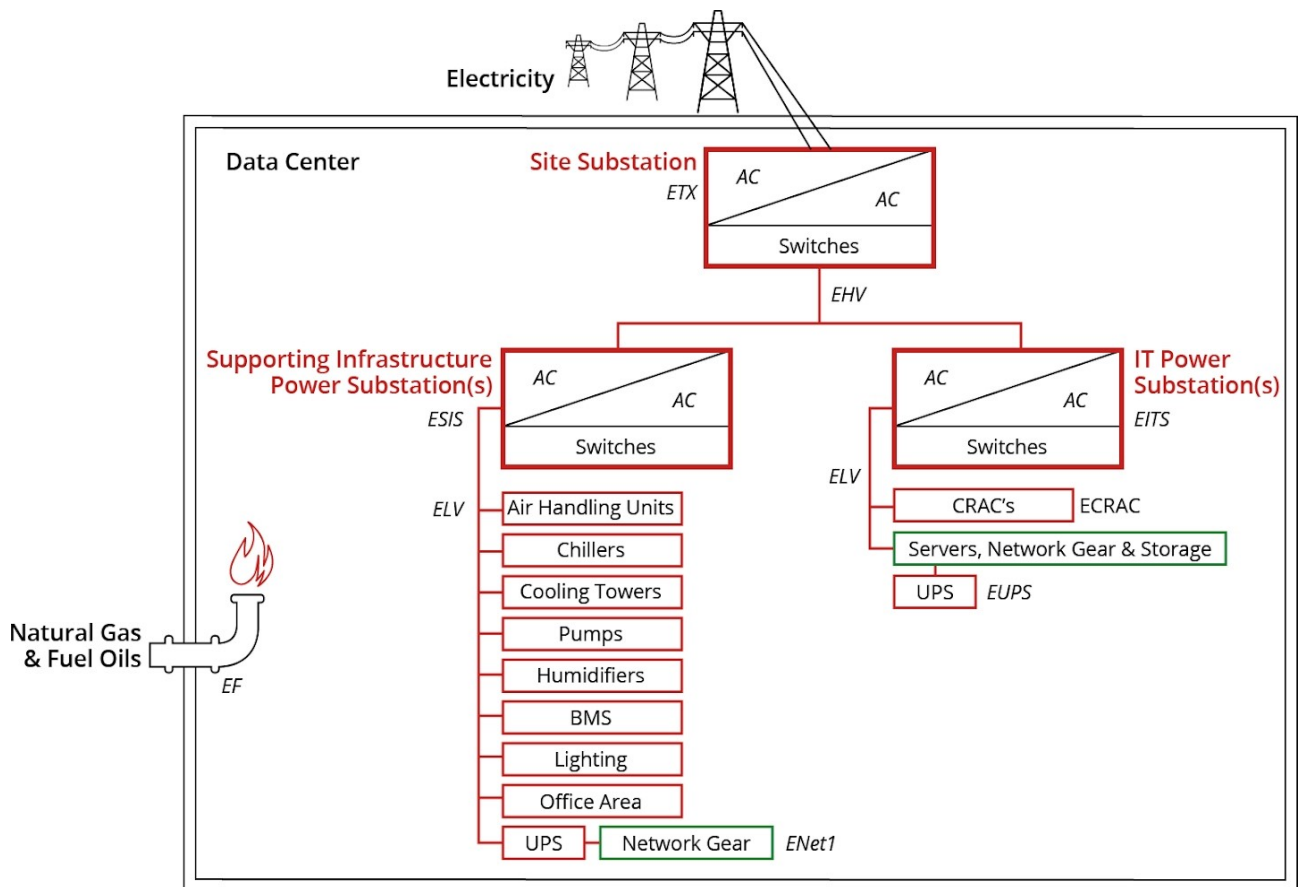 Electricity
Data Center
Site Substation
ETX
AC
AC
Switches
EHV
Supporting Infrastructure
Power Substation(s)
ESIS
AC
AC
Switches
IT Power
Substation(s)
EITS
AC
AC
Switches
ELV
Air Handling Units
Chillers
Cooling Towers
Pumps
Humidifiers
BMS
Lighting
Office Area
UPS
Network Gear
ENet1
ELV
CRAC's
ECRAC
Servers, Network Gear & Storage
UPS
EUPS
Natural Gas
& Fuel Oils
EF